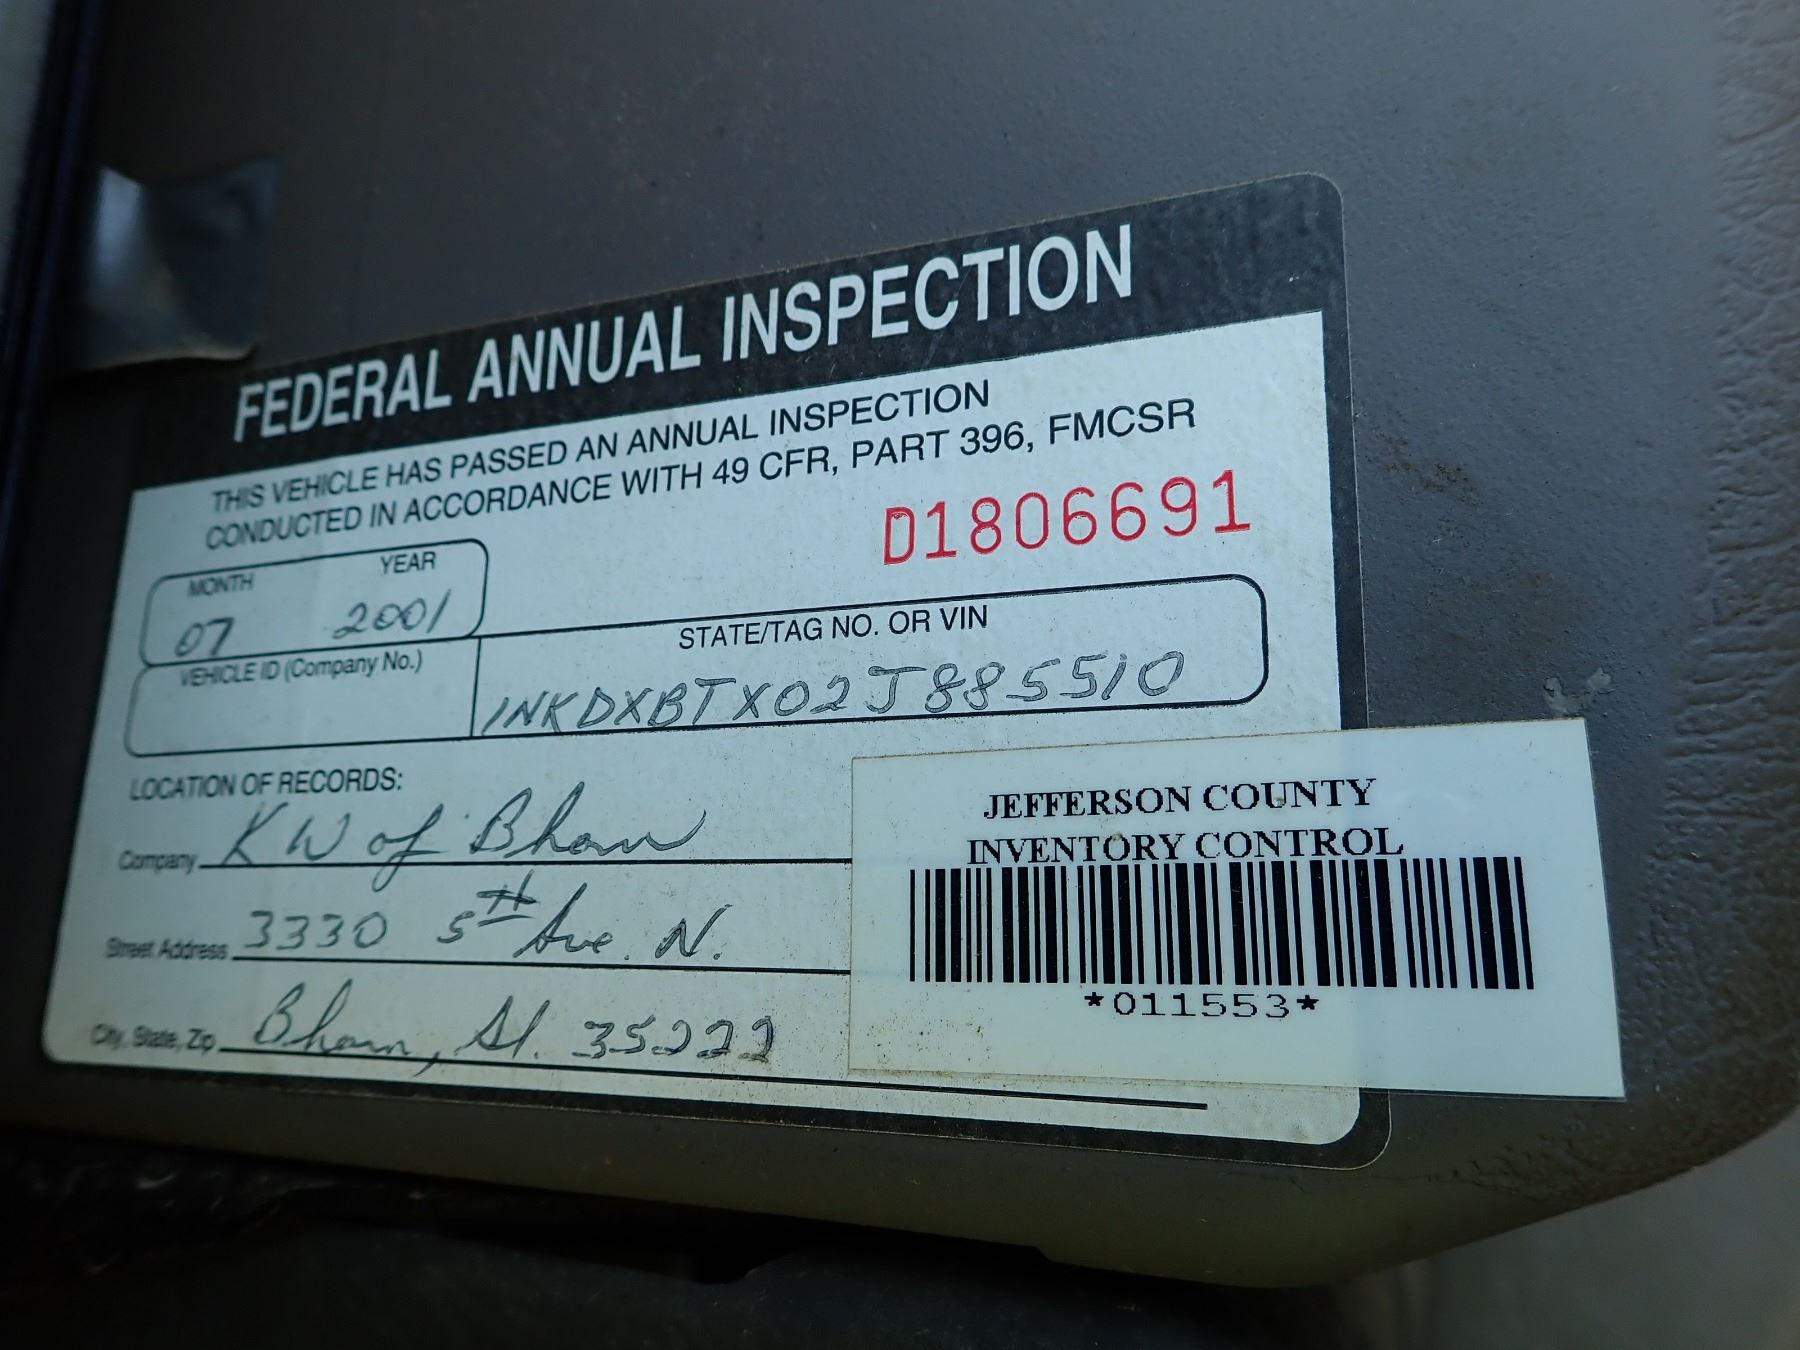 FEDERAL ANNUAL INSPECTION
THIS VEHICLE HAS PASSED AN ANNUAL INSPECTION
CONDUCTED IN ACCORDANCE WITH 49 CFR, PART 396, FMCSR
D1806691
MONTH YEAR
07 2001
VEHICLE ID (Company No.)
STATE/TAG NO. OR VIN
1NKDXBTX02J885510
LOCATION OF RECORDS:
Company KW of Bham
Street Address 3330 5TH Ave. N.
City, State, Zip Bham, Al. 35222
JEFFERSON COUNTY
INVENTORY CONTROL
*011553*